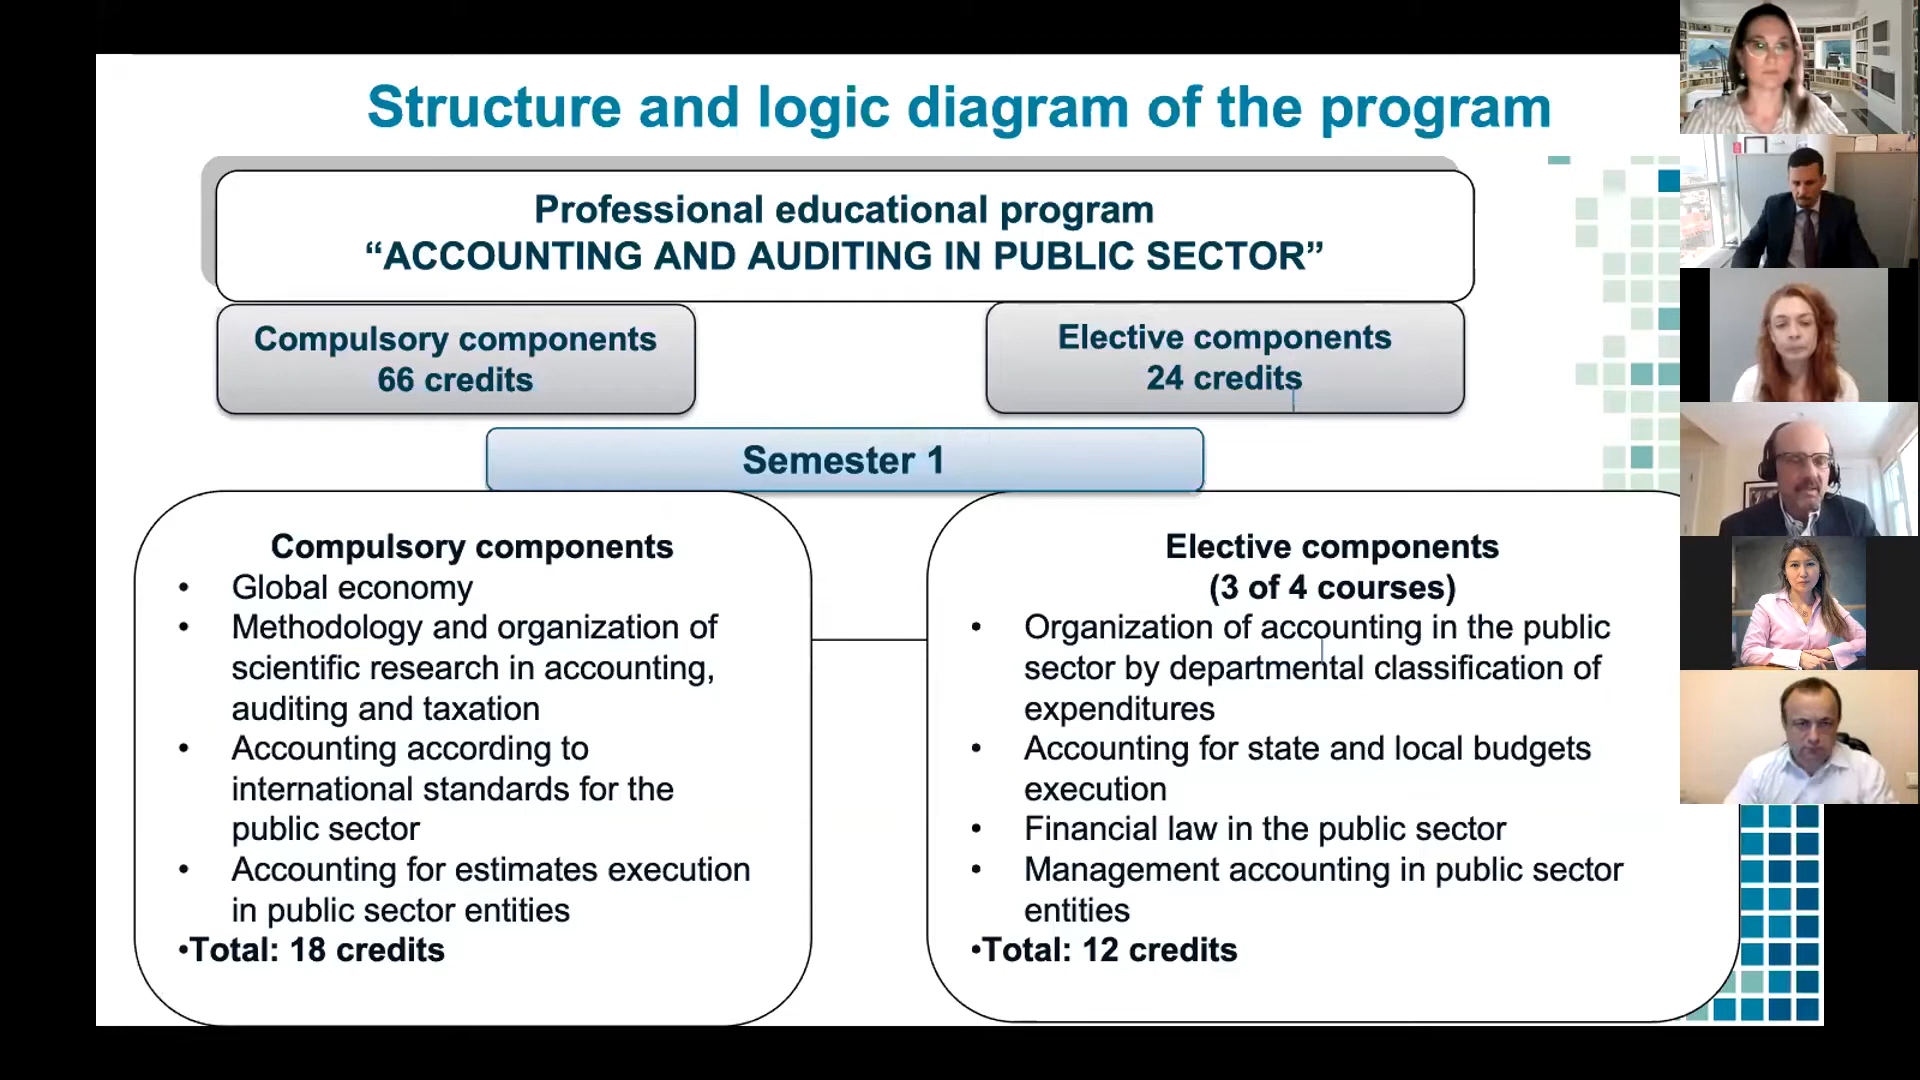 Structure and logic diagram of the program
Professional educational program
“ACCOUNTING AND AUDITING IN PUBLIC SECTOR”
Compulsory components
66 credits
Elective components
24 credits
Semester 1
Compulsory components
• Global economy
• Methodology and organization of
scientific research in accounting,
auditing and taxation
• Accounting according to
international standards for the
public sector
• Accounting for estimates execution
in public sector entities
•Total: 18 credits
Elective components
(3 of 4 courses)
• Organization of accounting in the public
sector by departmental classification of
expenditures
• Accounting for state and local budgets
execution
• Financial law in the public sector
• Management accounting in public sector
entities
•Total: 12 credits